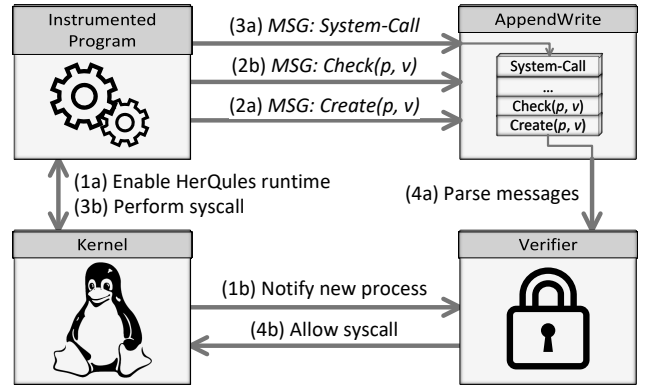 Instrumented
Program
(3a) MSG: System-Call
AppendWrite
System-Call
...
Check(p, v)
Create(p, v)
(2b) MSG: Check(p, v)
(2a) MSG: Create(p, v)
(1a) Enable HerQules runtime
(3b) Perform syscall
(4a) Parse messages
Kernel
(1b) Notify new process
(4b) Allow syscall
Verifier